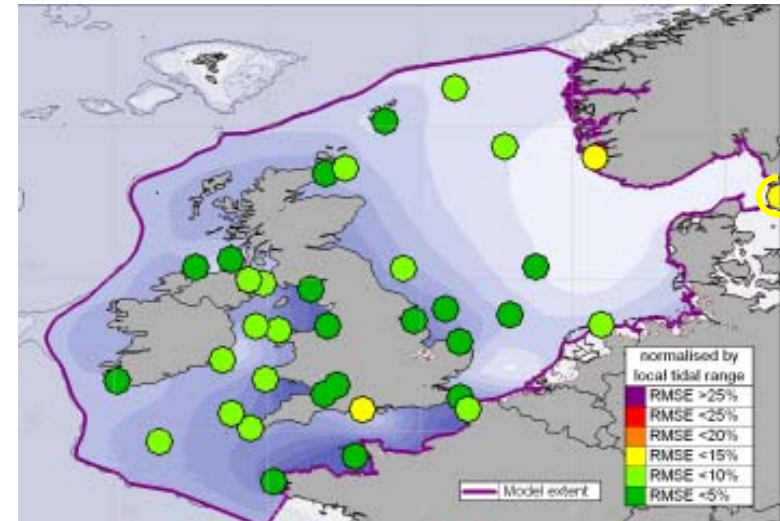 normalised by
local tidal range
RMSE >25%
RMSE <25%
RMSE <20%
RMSE <15%
RMSE <10%
RMSE <5%
Model extent